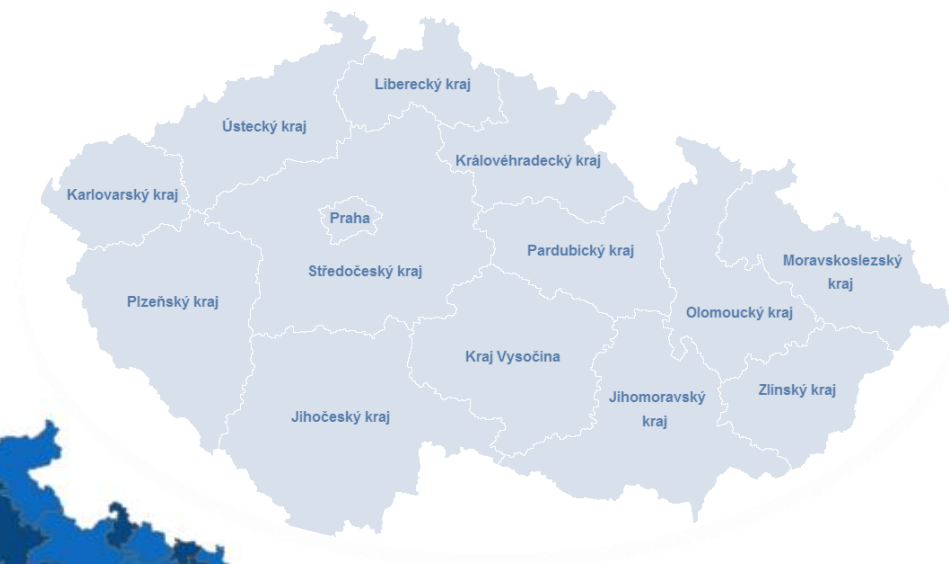 Liberecký kraj
Ústecký kraj
Královéhradecký kraj
Karlovarský kraj
Praha
Pardubický kraj
Moravskoslezský
kraj
Středočeský kraj
Plzeňský kraj
Olomoucký kraj
Kraj Vysočina
Zlínský kraj
Jihomoravský
kraj
Jihočeský kraj